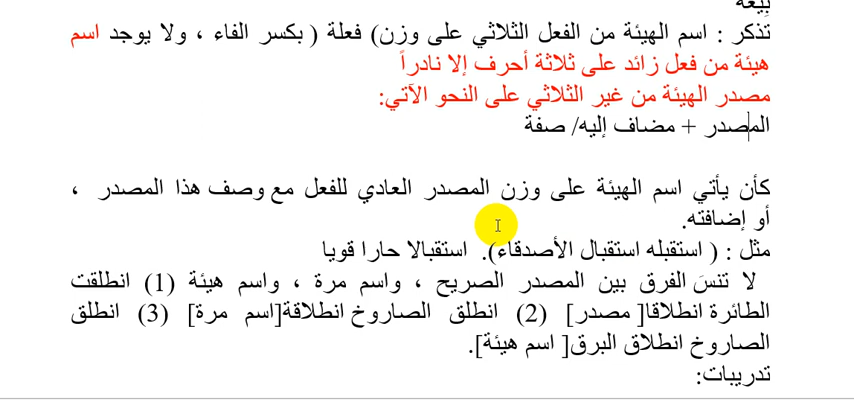 بِيعة
تذكر : اسم الهيئة من الفعل الثلاثي على وزن) فعلة ( بكسر الفاء ، ولا يوجد اسم
هيئة من فعل زائد على ثلاثة أحرف إلا نادراً
مصدر الهيئة من غير الثلاثي على النحو الآتي:
المصدر + مضاف إليه/ صفة
كأن يأتي اسم الهيئة على وزن المصدر العادي للفعل مع وصف هذا المصدر ،
أو إضافته.
مثل : ( استقبله استقبال الأصدقاء). استقبالا حارا قويا
لا تنسَ الفرق بين المصدر الصريح ، واسم مرة ، واسم هيئة (1) انطلقت
الطائرة انطلاقا[ مصدر] (2) انطلق الصاروخ انطلاقة[اسم مرة] (3) انطلق
الصاروخ انطلاق البرق[ اسم هيئة].
تدريبات: